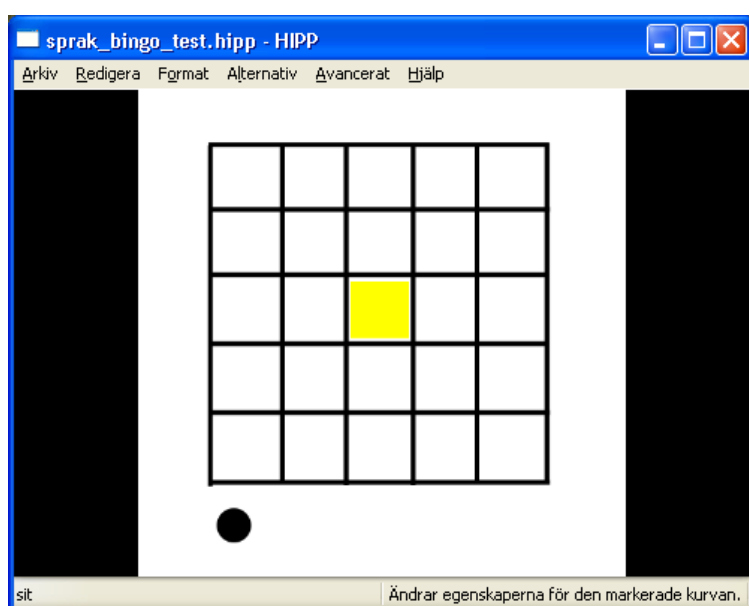 sprak_bingo_test.hipp - HIPP
Arkiv Redigera Format Alternativ Avancerat Hjälp
sit Ändrar egenskaperna för den markerade kurvan.